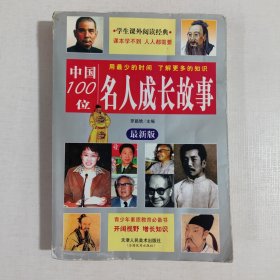 学生课外阅读经典
课本学不到 人人都需要
用最少的时间 了解更多的知识
中国
100
位
名人成长故事
主编
最新版
青少年素质教育必备书
开阔视野 增长知识
天津人民美术出版社